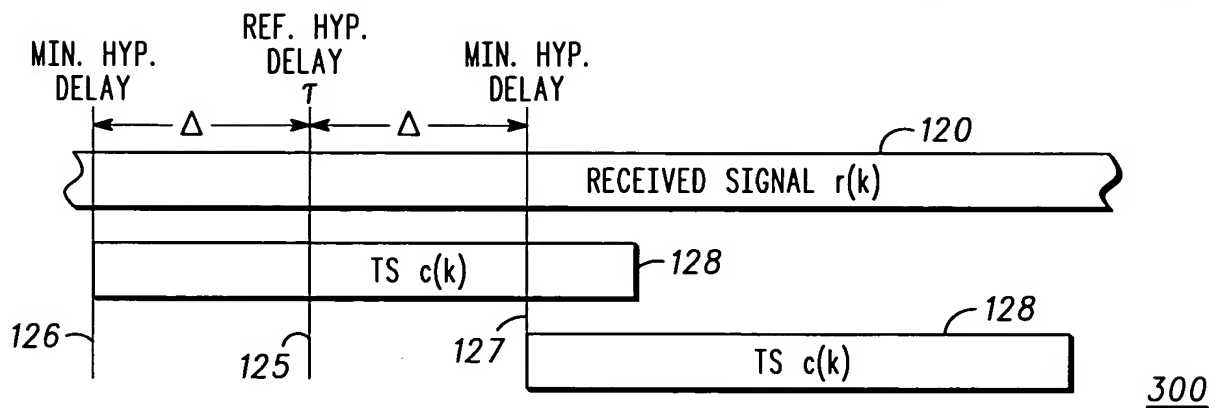 MIN. HYP.
DELAY
REF. HYP.
DELAY
τ
MIN. HYP.
DELAY
Δ
Δ
120
RECEIVED SIGNAL r(k)
TS c(k)
128
126
125
127
128
TS c(k)
300